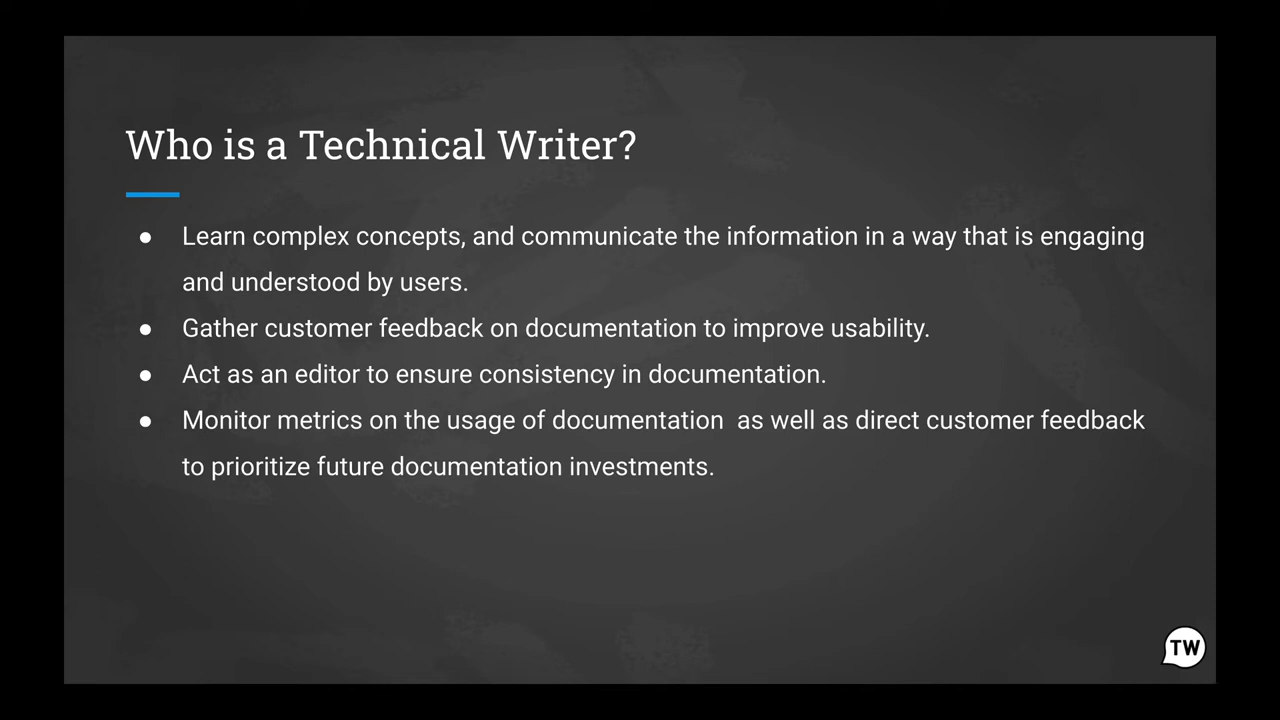 Who is a Technical Writer?
● Learn complex concepts, and communicate the information in a way that is engaging
and understood by users.
● Gather customer feedback on documentation to improve usability.
● Act as an editor to ensure consistency in documentation.
● Monitor metrics on the usage of documentation  as well as direct customer feedback
to prioritize future documentation investments.
TW